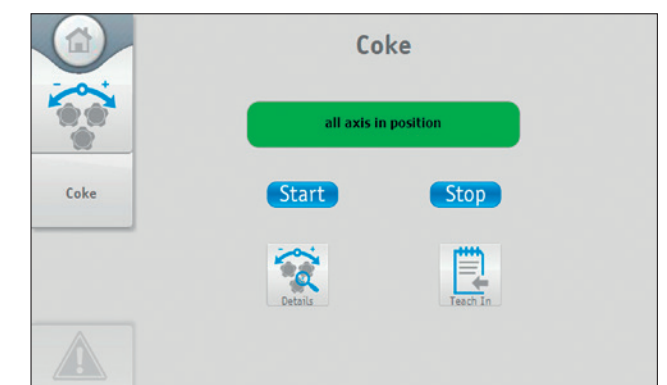 Coke
all axis in position
Coke
Start
Stop
Details
Teach In